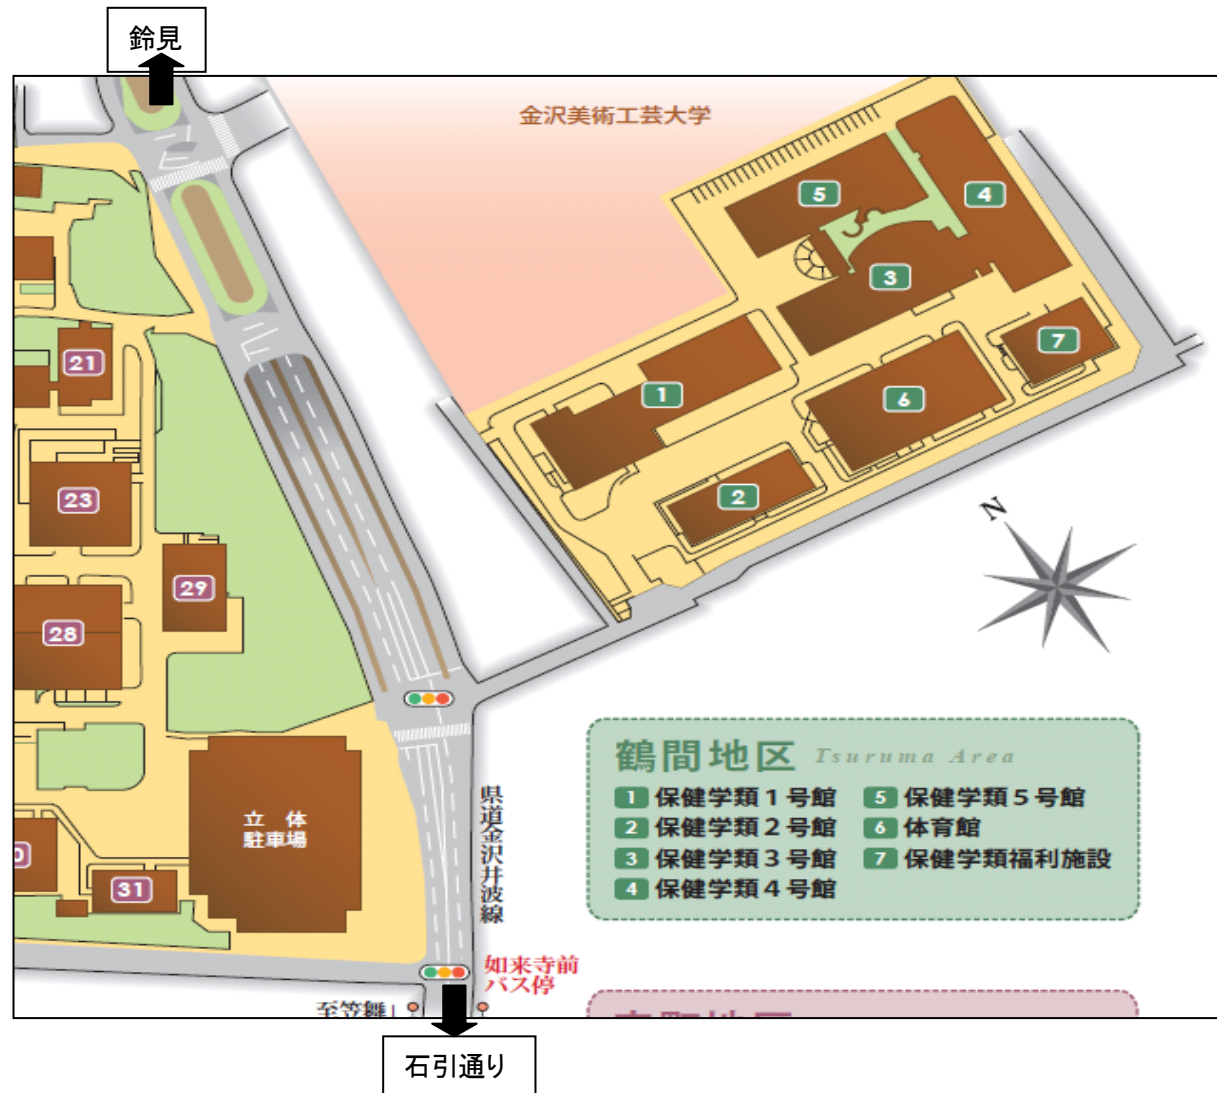 鈴見
金沢美術工芸大学
5
4
3
7
21
1
6
23
2
N
29
28
鶴間地区 Tsuruma Area
1 保健学類1号館
5 保健学類5号館
2 保健学類2号館
6 体育館
3 保健学類3号館
7 保健学類福利施設
4 保健学類4号館
県道金沢井波線
立体
駐車場
31
如来寺前
バス停
至笠舞
石引通り